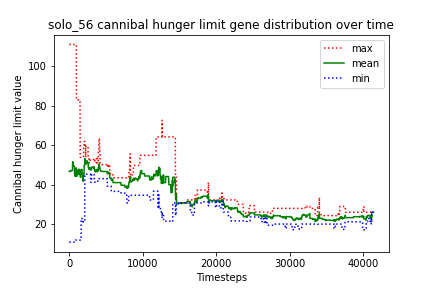 solo_56 cannibal hunger limit gene distribution over time
max
mean
min
Cannibal hunger limit value
100
80
60
40
20
0
10000
20000
30000
40000
Timesteps